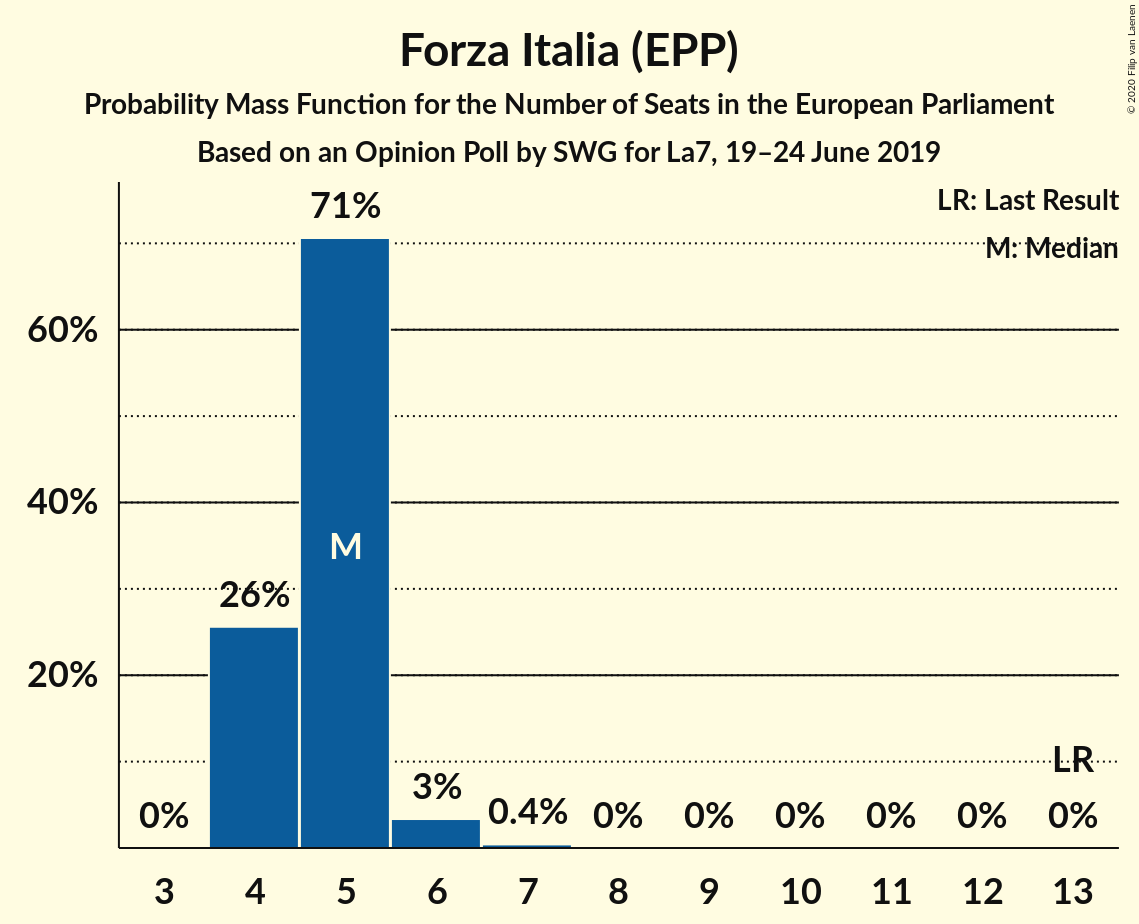 Forza Italia (EPP)
Probability Mass Function for the Number of Seats in the European Parliament
Based on an Opinion Poll by SWG for La7, 19–24 June 2019
© 2020 Filip van Laenen
LR: Last Result
M: Median
71%
60%
40%
M
26%
20%
LR
0% 3% 0.4% 0% 0% 0% 0% 0% 0%
3 4 5 6 7 8 9 10 11 12 13